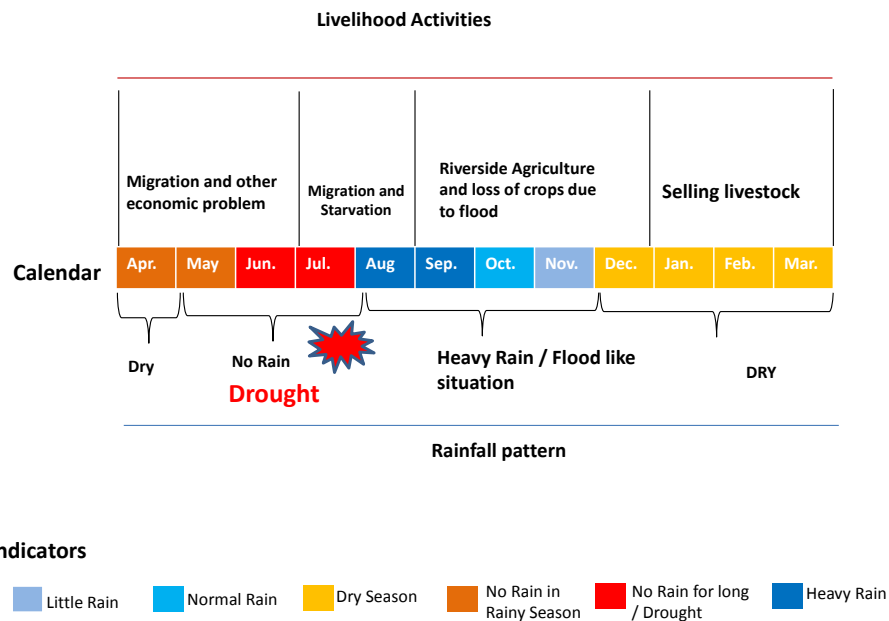 Livelihood Activities
Migration and other
economic problem
Migration and
Starvation
Riverside Agriculture
and loss of crops due
to flood
Selling livestock
Calendar
Apr. May Jun. Jul. Aug Sep. Oct. Nov. Dec. Jan. Feb. Mar.
Dry
No Rain
Drought
Heavy Rain / Flood like
situation
DRY
Rainfall pattern
ndicators
Little Rain
Normal Rain
Dry Season
No Rain in
Rainy Season
No Rain for long
/ Drought
Heavy Rain